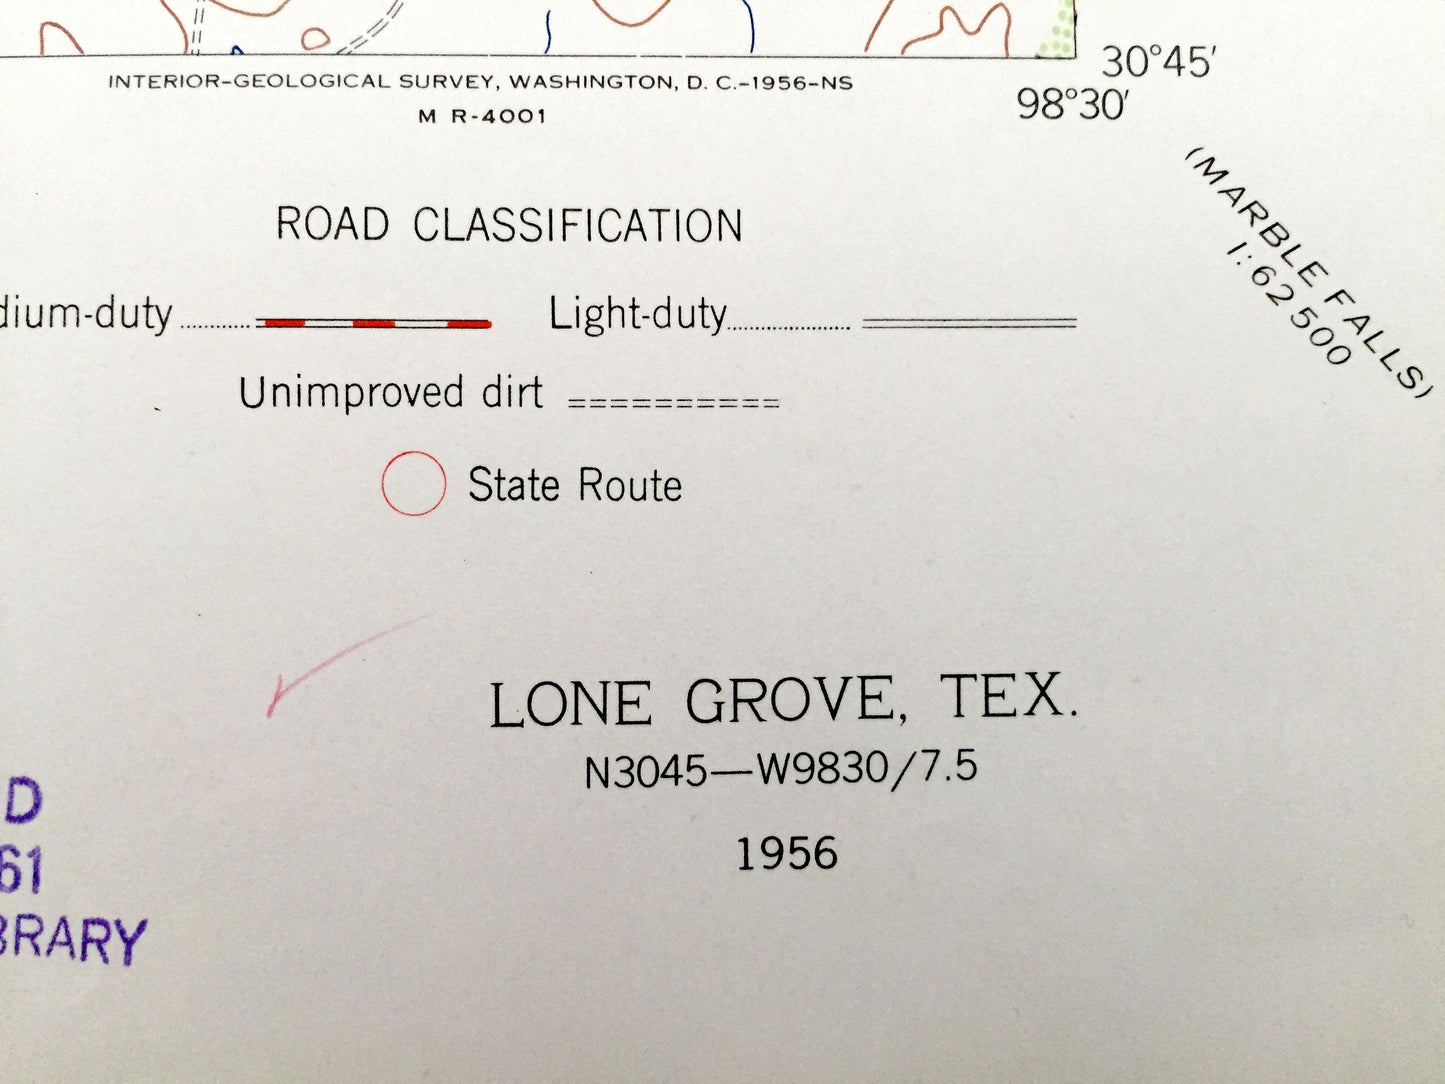 30°45′
INTERIOR–GEOLOGICAL SURVEY, WASHINGTON, D. C.–1956–NS
98°30′
M R-4001
(MARBLE FALLS)
1:62 500
ROAD CLASSIFICATION
dium-duty Light-duty
Unimproved dirt
State Route
LONE GROVE, TEX.
N3045—W9830/7.5
1956
D
61
BRARY